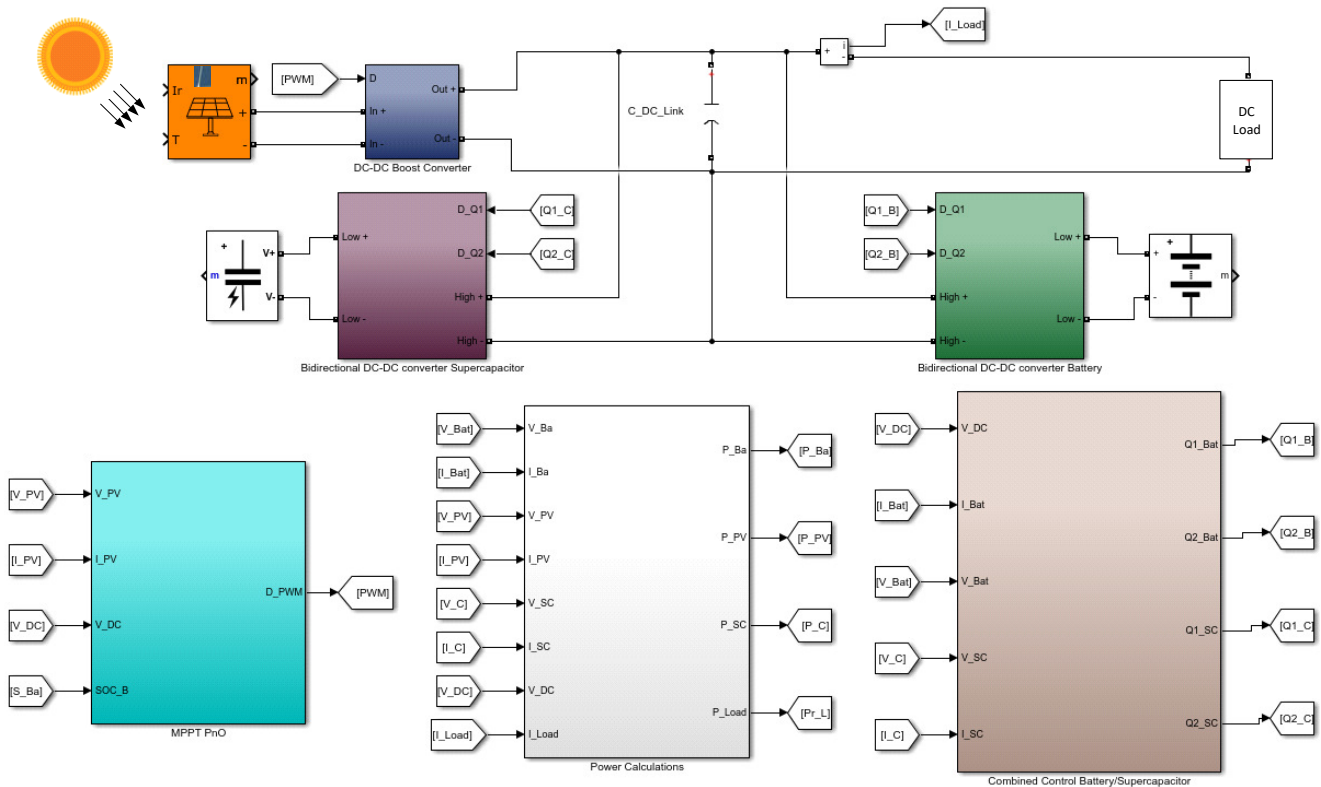 [I_Load]
i
+
-
m
Ir
+
T
-
[PWM]
D
In +
In -
Out +
Out -
DC-DC Boost Converter
+
C_DC_Link
DC
Load
+
V+
m
V-
Low +
Low -
D_Q1
D_Q2
High +
High -
[Q1_C]
[Q2_C]
Bidirectional DC-DC converter Supercapacitor
[Q1_B]
[Q2_B]
D_Q1
D_Q2
High +
High -
Low +
Low -
Bidirectional DC-DC converter Battery
+
+
-
m
[V_PV]
[I_PV]
[V_DC]
[S_Ba]
V_PV
I_PV
V_DC
SOC_B
D_PWM
[PWM]
MPPT PnO
[V_Bat]
[I_Bat]
[V_PV]
[I_PV]
[V_C]
[I_C]
[V_DC]
[I_Load]
V_Ba
I_Ba
V_PV
I_PV
V_SC
I_SC
V_DC
I_Load
P_Ba
P_PV
P_SC
P_Load
[P_Ba]
[P_PV]
[P_C]
[Pr_L]
Power Calculations
[V_DC]
[I_Bat]
[V_Bat]
[V_C]
[I_C]
V_DC
I_Bat
V_Bat
V_SC
I_SC
Q1_Bat
Q2_Bat
Q1_SC
Q2_SC
[Q1_B]
[Q2_B]
[Q1_C]
[Q2_C]
Combined Control Battery/Supercapacitor